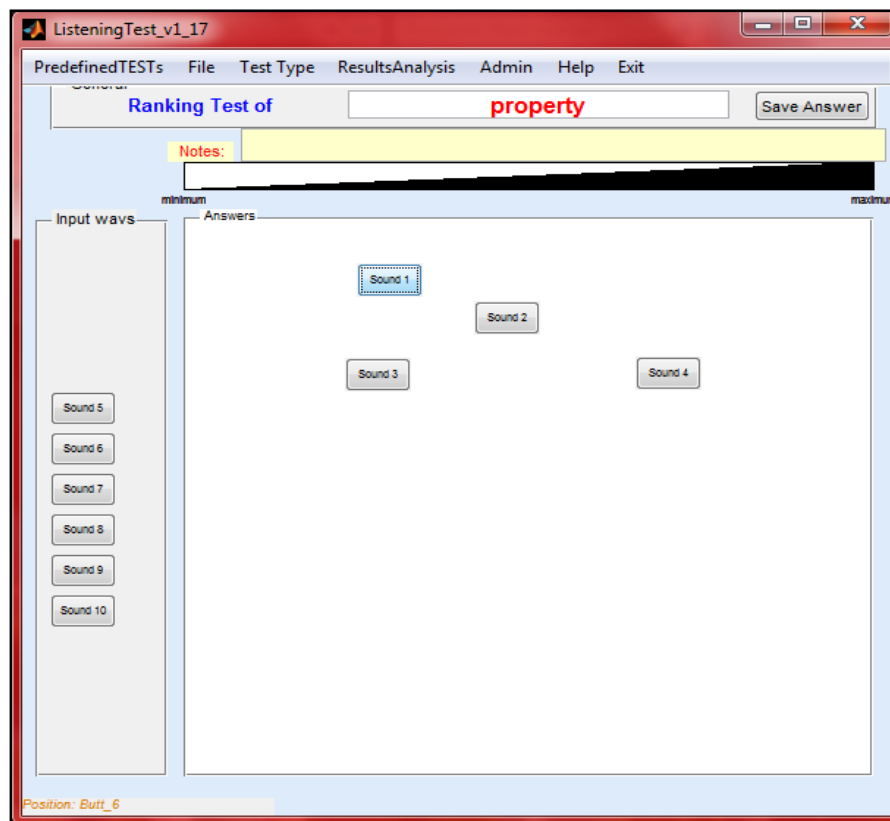 ListeningTest_v1_17
PredefinedTESTs File Test Type ResultsAnalysis Admin Help Exit
General
Ranking Test of property Save Answer
Notes:
minimum maximum
Input wavs Answers
Sound 1
Sound 2
Sound 3 Sound 4
Sound 5
Sound 6
Sound 7
Sound 8
Sound 9
Sound 10
Position: Butt_6